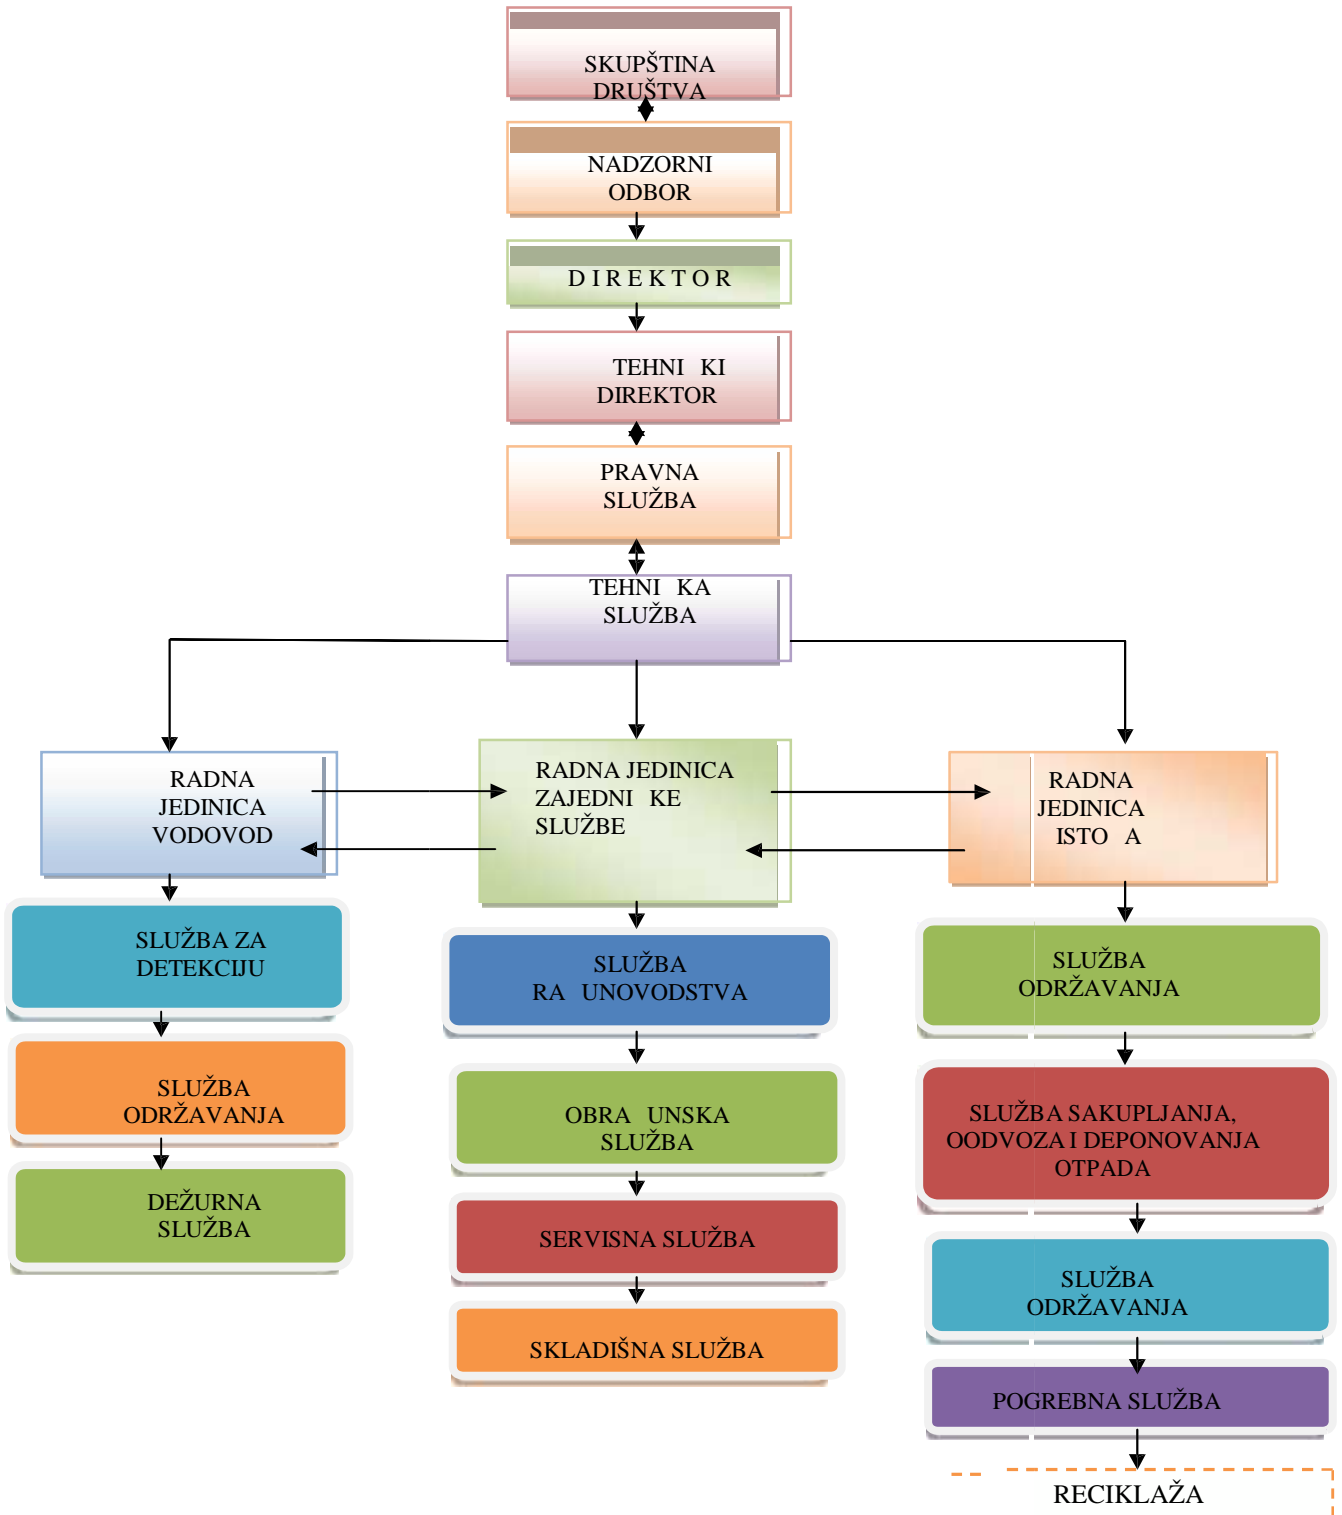 SKUPŠTINA
DRUŠTVA
NADZORNI
ODBOR
D I R E K T O R
TEHNI KI
DIREKTOR
PRAVNA
SLUŽBA
TEHNI KA
SLUŽBA
RADNA
JEDINICA
VODOVOD
RADNA JEDINICA
ZAJEDNI KE
SLUŽBE
RADNA
JEDINICA
ISTO A
SLUŽBA ZA
DETEKCIJU
SLUŽBA
ODRŽAVANJA
DEŽURNA
SLUŽBA
SLUŽBA
RA UNOVODSTVA
OBRA UNSKA
SLUŽBA
SERVISNA SLUŽBA
SKLADIŠNA SLUŽBA
SLUŽBA
ODRŽAVANJA
SLUŽBA SAKUPLJANJA,
OODVOZA I DEPONOVANJA
OTPADA
SLUŽBA
ODRŽAVANJA
POGREBNA SLUŽBA
RECIKLAŽA